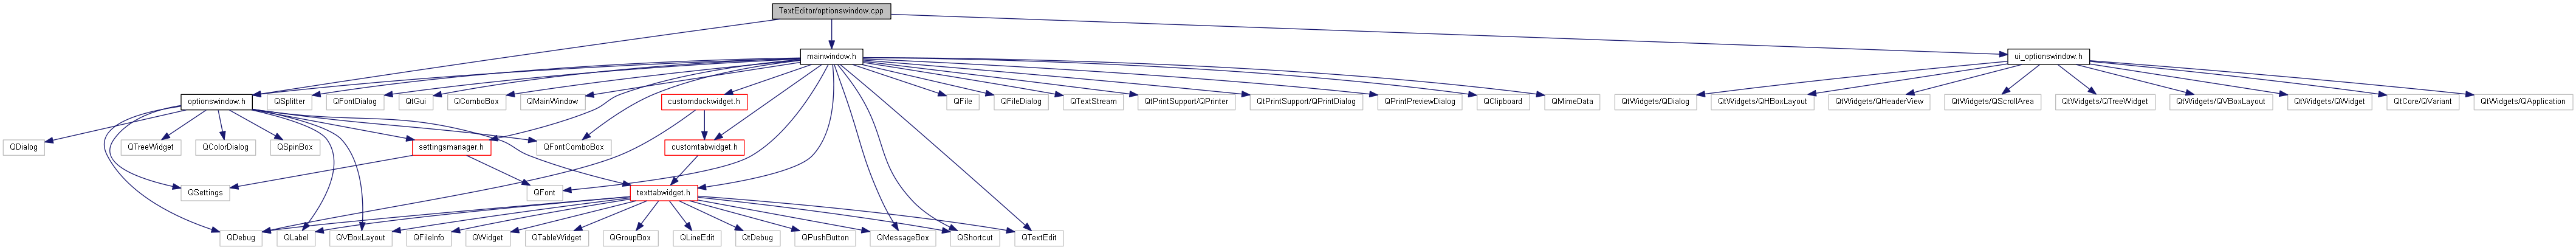 TextEditor/optionswindow.cpp
mainwindow.h
ui_optionswindow.h
optionswindow.h
QSplitter
QFontDialog
QtGui
QComboBox
QMainWindow
customdockwidget.h
QFile
QFileDialog
QTextStream
QtPrintSupport/QPrinter
QtPrintSupport/QPrintDialog
QPrintPreviewDialog
QClipboard
QMimeData
QtWidgets/QDialog
QtWidgets/QHBoxLayout
QtWidgets/QHeaderView
QtWidgets/QScrollArea
QtWidgets/QTreeWidget
QtWidgets/QVBoxLayout
QtWidgets/QWidget
QtCore/QVariant
QtWidgets/QApplication
QDialog
QTreeWidget
QColorDialog
QSpinBox
settingsmanager.h
QFontComboBox
customtabwidget.h
QSettings
QFont
texttabwidget.h
QDebug
QLabel
QVBoxLayout
QFileInfo
QWidget
QTableWidget
QGroupBox
QLineEdit
QtDebug
QPushButton
QMessageBox
QShortcut
QTextEdit